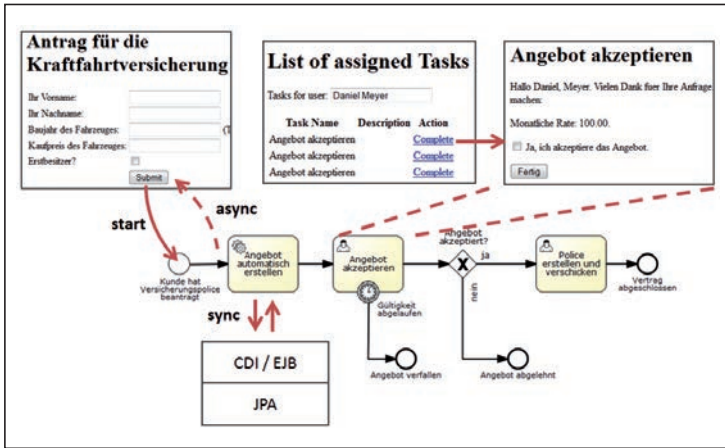 Antrag für die
Kraftfahrtversicherung
Ihr Vorname:
Ihr Nachname:
Baujahr des Fahrzeuges: (T
Kaufpreis des Fahrzeuges:
Erstbesitzer?
Submit
List of assigned Tasks
Tasks for user: Daniel Meyer
Task Name Description Action
Angebot akzeptieren Complete
Angebot akzeptieren Complete
Angebot akzeptieren Complete
Angebot akzeptieren
Hallo Daniel, Meyer. Vielen Dank fuer Ihre Anfrage
machen:
Monatliche Rate: 100.00.
Ja, ich akzeptiere das Angebot.
Fertig
start
async
Kunde hat
Versicherungspolice
beantragt
Angebot
automatisch
erstellen
Angebot
akzeptieren
Gültigkeit
abgelaufen
Angebot
akzeptiert?
ja
nein
Police
erstellen und
verschicken
Vertrag
abgeschlossen
sync
Angebot verfallen
Angebot abgelehnt
CDI / EJB
JPA